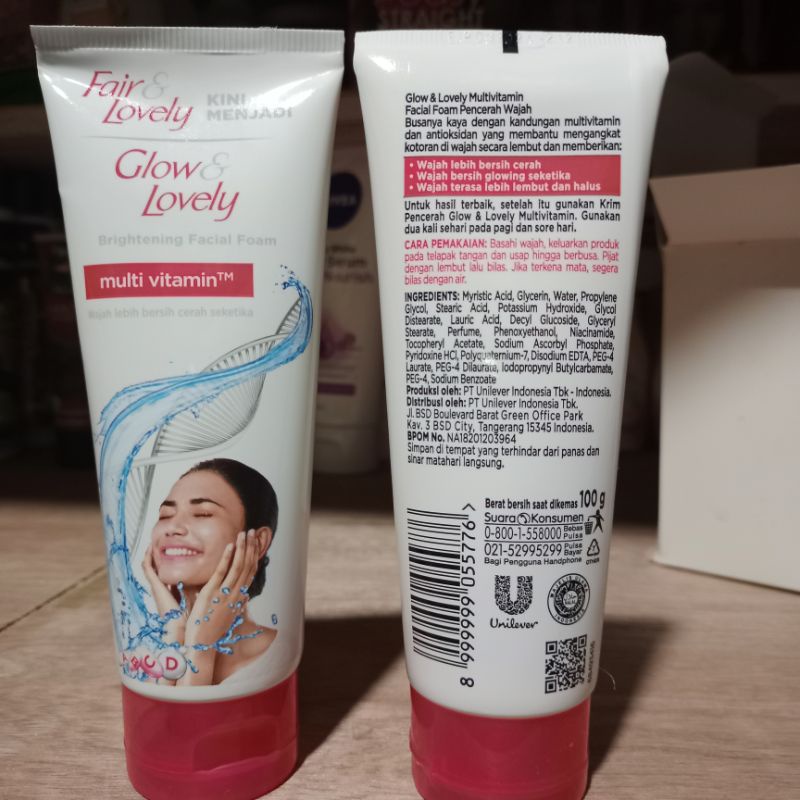 Fair & Lovely
KINI MENJADI
Glow & Lovely
Brightening Facial Foam
multi vitamin™
Wajah lebih bersih cerah seketika
B C D
STRAIGHT
Glow & Lovely Multivitamin
Facial Foam Pencerah Wajah
Busanya kaya dengan kandungan multivitamin
dan antioksidan yang membantu mengangkat
kotoran di wajah secara lembut dan memberikan:
• Wajah lebih bersih cerah
• Wajah bersih glowing seketika
• Wajah terasa lebih lembut dan halus
Untuk hasil terbaik, setelah itu gunakan Krim
Pencerah Glow & Lovely Multivitamin. Gunakan
dua kali sehari pada pagi dan sore hari.
CARA PEMAKAIAN: Basahi wajah, keluarkan produk
pada telapak tangan dan usap hingga berbusa. Pijat
dengan lembut lalu bilas. Jika terkena mata, segera
bilas dengan air.
INGREDIENTS: Myristic Acid, Glycerin, Water, Propylene
Glycol, Stearic Acid, Potassium Hydroxide, Glycol
Distearate, Lauric Acid, Decyl Glucoside, Glyceryl
Stearate, Perfume, Phenoxyethanol, Niacinamide,
Tocopheryl Acetate, Sodium Ascorbyl Phosphate,
Pyridoxine HCl, Polyquaternium-7, Disodium EDTA, PEG-4
Laurate, PEG-4 Dilaurate, Iodopropynyl Butylcarbamate,
PEG-4, Sodium Benzoate
Produksi oleh: PT Unilever Indonesia Tbk - Indonesia.
Distribusi oleh: PT Unilever Indonesia Tbk.
Jl. BSD Boulevard Barat Green Office Park
Kav. 3 BSD City, Tangerang 15345 Indonesia.
BPOM No. NA18201203964
Simpan di tempat yang terhindar dari panas dan
sinar matahari langsung.
Berat bersih saat dikemas 100 g
Suara Konsumen
0-800-1-558000 Bebas Pulsa
021-52995299 Pulsa Bayar
Bagi Pengguna Handphone
Unilever
8 999999 055776 >